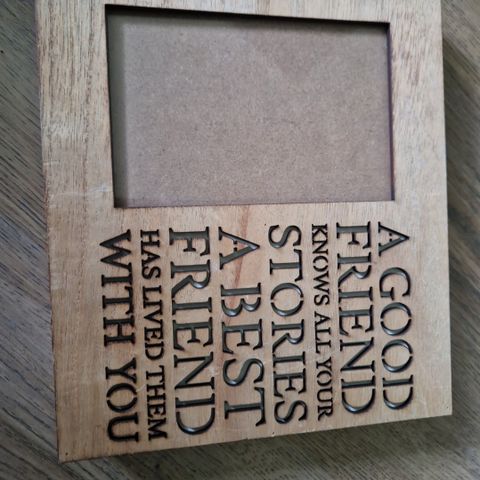 A GOOD
FRIEND
KNOWS ALL YOUR
STORIES
A BEST
FRIEND
HAS LIVED THEM
WITH YOU